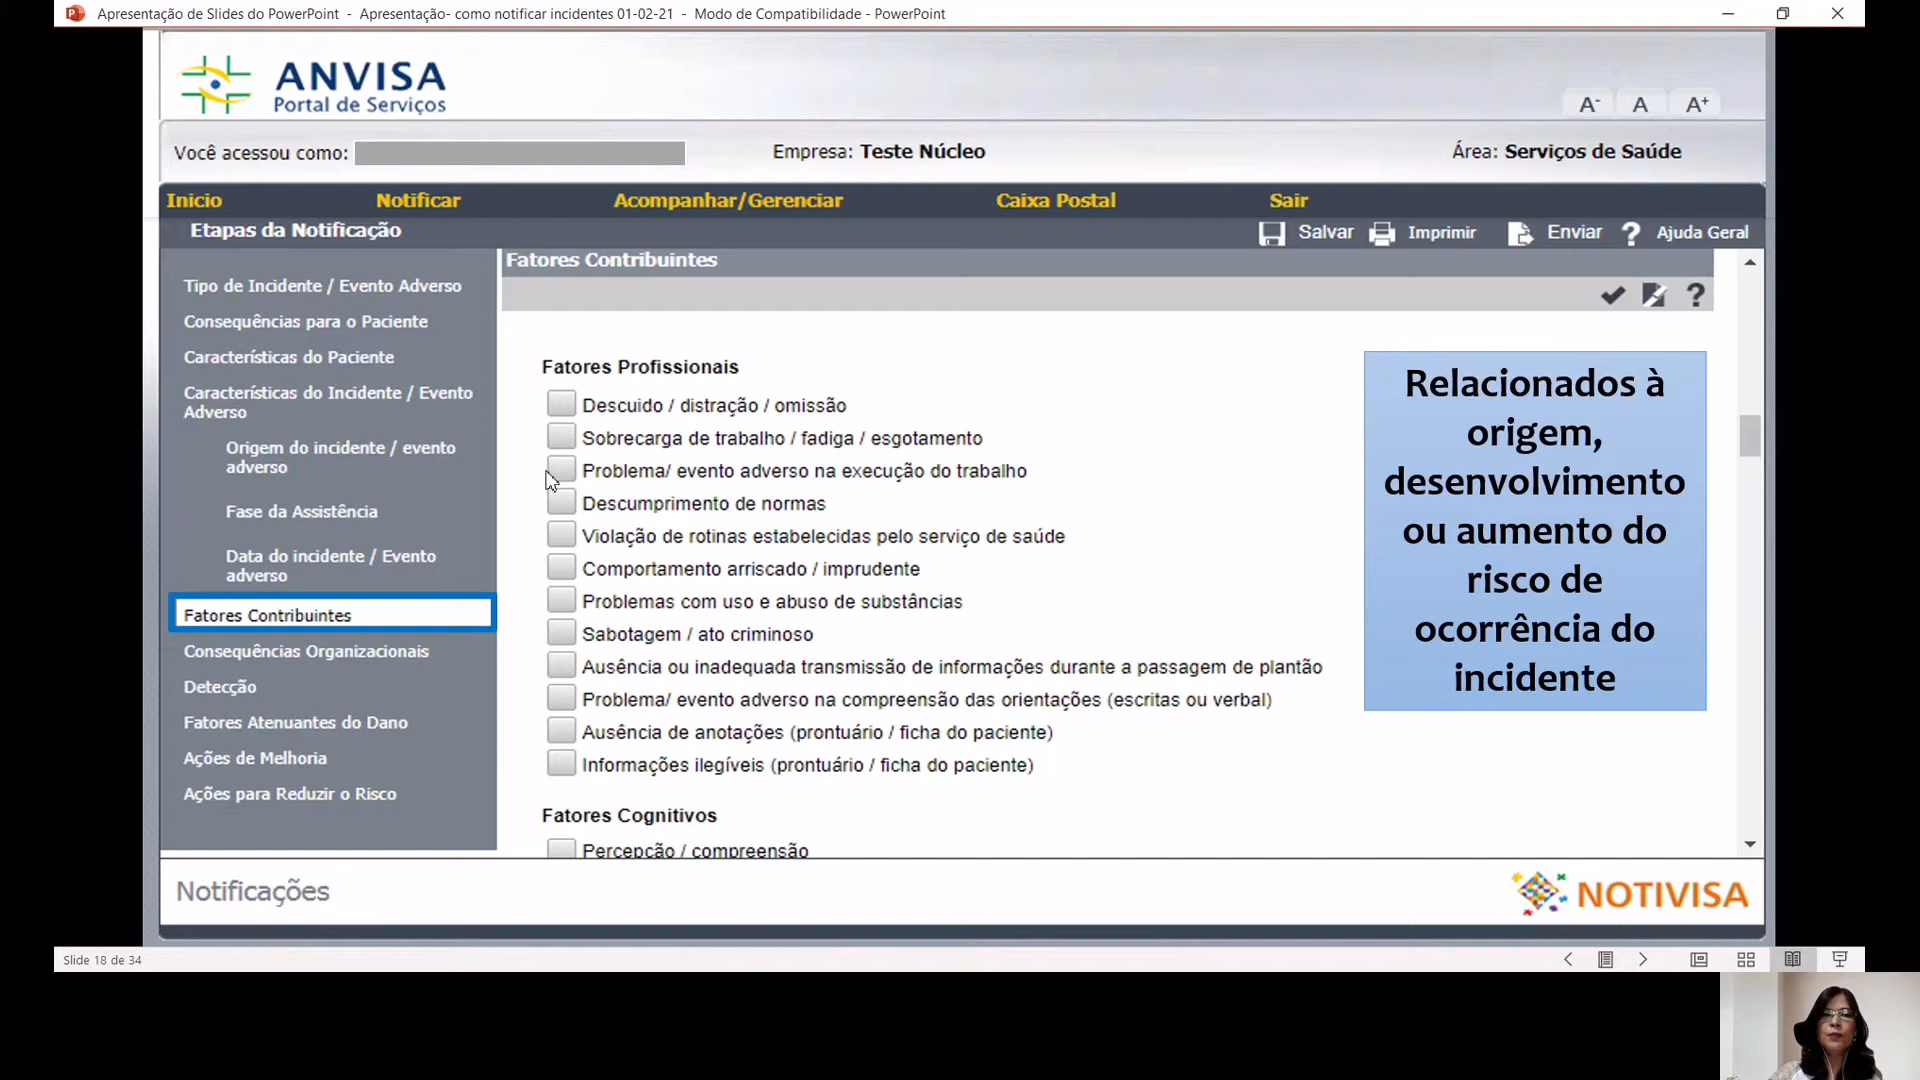 Apresentação de Slides do PowerPoint - Apresentação- como notificar incidentes 01-02-21 - Modo de Compatibilidade - PowerPoint
ANVISA
Portal de Serviços
A- A A+
Você acessou como:
Empresa: Teste Núcleo
Área: Serviços de Saúde
Inicio Notificar Acompanhar/Gerenciar Caixa Postal Sair
Etapas da Notificação
Salvar Imprimir Enviar ? Ajuda Geral
Tipo de Incidente / Evento Adverso
Consequências para o Paciente
Características do Paciente
Características do Incidente / Evento
Adverso
Origem do incidente / evento
adverso
Fase da Assistência
Data do incidente / Evento
adverso
Fatores Contribuintes
Consequências Organizacionais
Detecção
Fatores Atenuantes do Dano
Ações de Melhoria
Ações para Reduzir o Risco
Fatores Contribuintes
?
Fatores Profissionais
Descuido / distração / omissão
Sobrecarga de trabalho / fadiga / esgotamento
Problema/ evento adverso na execução do trabalho
Descumprimento de normas
Violação de rotinas estabelecidas pelo serviço de saúde
Comportamento arriscado / imprudente
Problemas com uso e abuso de substâncias
Sabotagem / ato criminoso
Ausência ou inadequada transmissão de informações durante a passagem de plantão
Problema/ evento adverso na compreensão das orientações (escritas ou verbal)
Ausência de anotações (prontuário / ficha do paciente)
Informações ilegíveis (prontuário / ficha do paciente)
Fatores Cognitivos
Percepção / compreensão
Relacionados à
origem,
desenvolvimento
ou aumento do
risco de
ocorrência do
incidente
Notificações
NOTIVISA
Slide 18 de 34